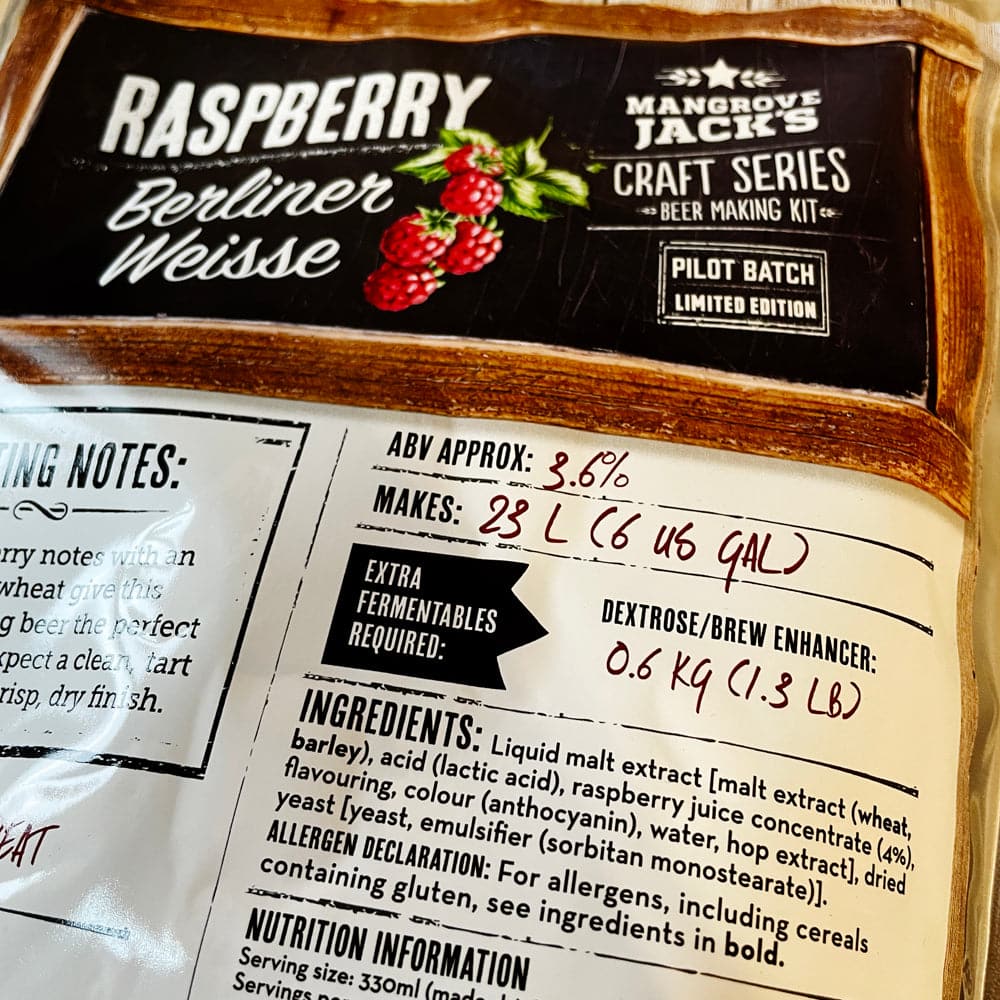 RASPBERRY
Berliner
Weisse
MANGROVE
JACK'S
CRAFT SERIES
BEER MAKING KIT
PILOT BATCH
LIMITED EDITION
NOTES:
notes with an
wheat give this
beer the perfect
a clean, tart
dry finish.
ABV APPROX: 3.6%
MAKES: 23 L (6 US GAL)
EXTRA
FERMENTABLES
REQUIRED:
DEXTROSE/BREW ENHANCER:
0.6 KG (1.3 LB)
INGREDIENTS: Liquid malt extract [malt extract (wheat,
barley), acid (lactic acid), raspberry juice concentrate (4%),
flavouring, colour (anthocyanin), water, hop extract], dried
yeast [yeast, emulsifier (sorbitan monostearate)].
ALLERGEN DECLARATION: For allergens, including cereals
containing gluten, see ingredients in bold.
NUTRITION INFORMATION
Serving size: 330ml
Servings